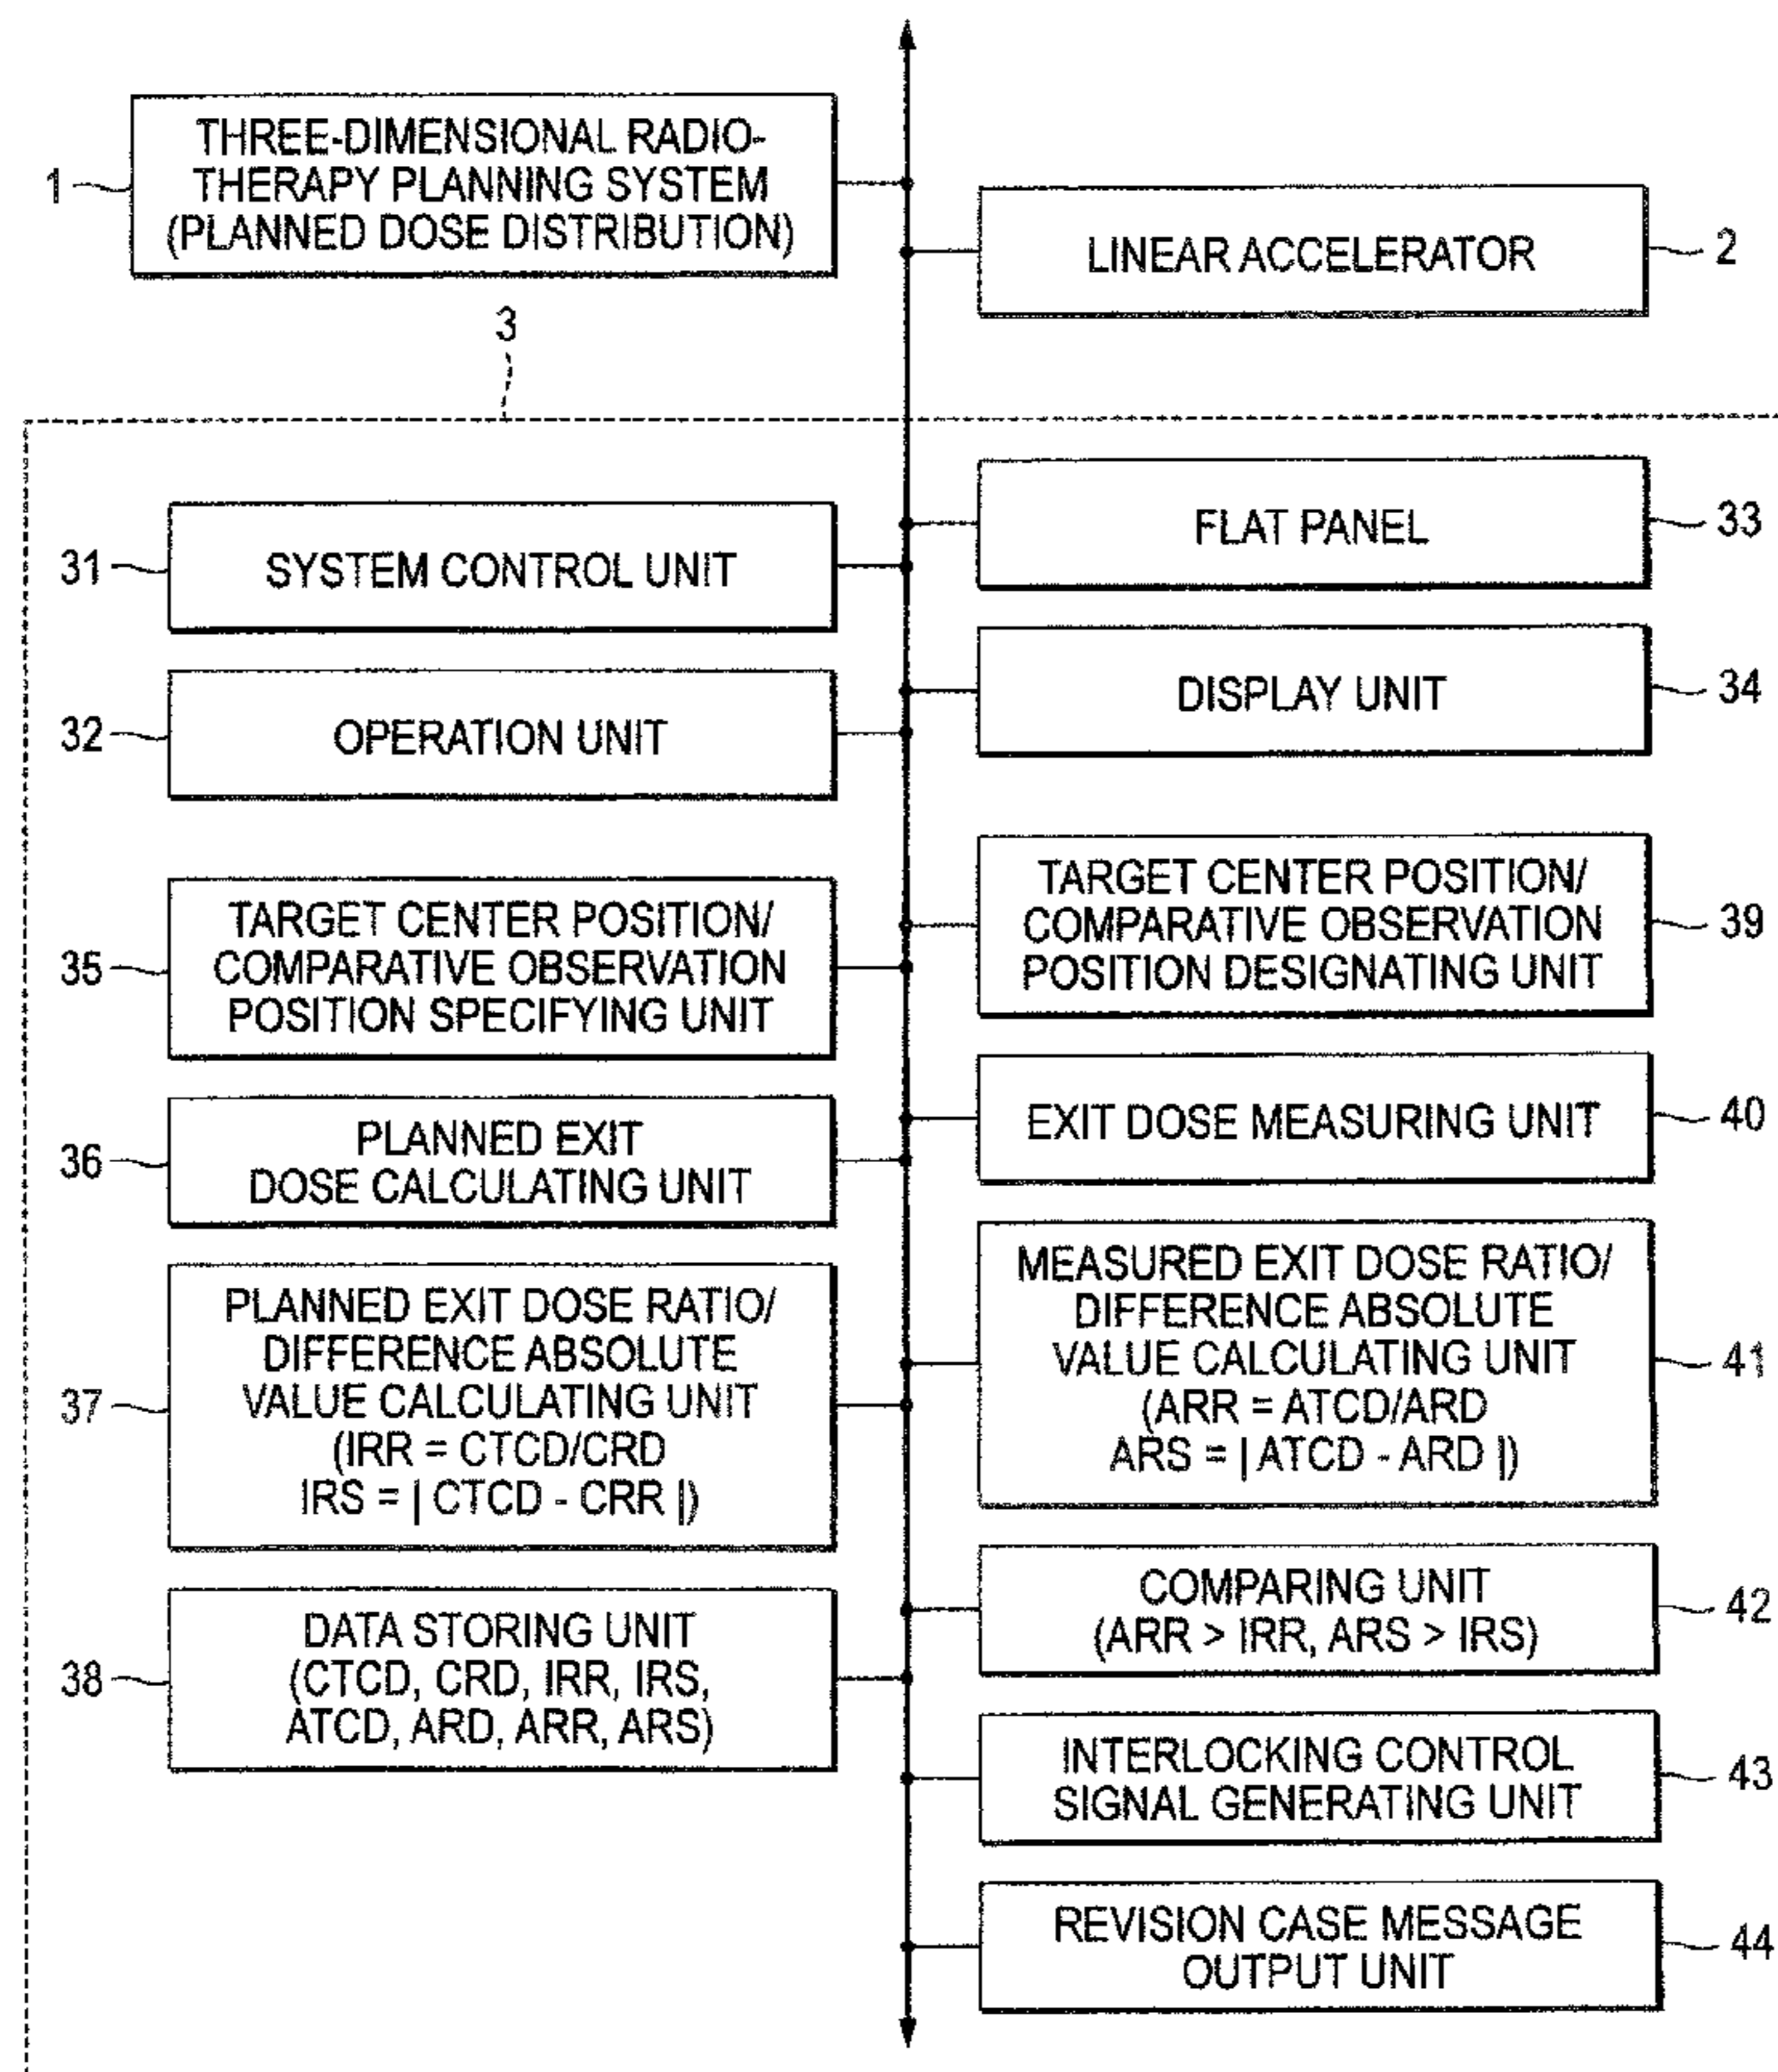 THREE-DIMENSIONAL RADIO-
THERAPY PLANNING SYSTEM
(PLANNED DOSE DISTRIBUTION)
1
LINEAR ACCELERATOR
2
3
FLAT PANEL
33
SYSTEM CONTROL UNIT
31
DISPLAY UNIT
34
OPERATION UNIT
32
TARGET CENTER POSITION/
COMPARATIVE OBSERVATION
POSITION DESIGNATING UNIT
39
TARGET CENTER POSITION/
COMPARATIVE OBSERVATION
POSITION SPECIFYING UNIT
35
EXIT DOSE MEASURING UNIT
40
PLANNED EXIT
DOSE CALCULATING UNIT
36
MEASURED EXIT DOSE RATIO/
DIFFERENCE ABSOLUTE
VALUE CALCULATING UNIT
(ARR = ATCD/ARD
ARS = | ATCD - ARD |)
41
PLANNED EXIT DOSE RATIO/
DIFFERENCE ABSOLUTE
VALUE CALCULATING UNIT
(IRR = CTCD/CRD
IRS = | CTCD - CRR |)
37
COMPARING UNIT
(ARR > IRR, ARS > IRS)
42
DATA STORING UNIT
(CTCD, CRD, IRR, IRS,
ATCD, ARD, ARR, ARS)
38
INTERLOCKING CONTROL
SIGNAL GENERATING UNIT
43
REVISION CASE MESSAGE
OUTPUT UNIT
44